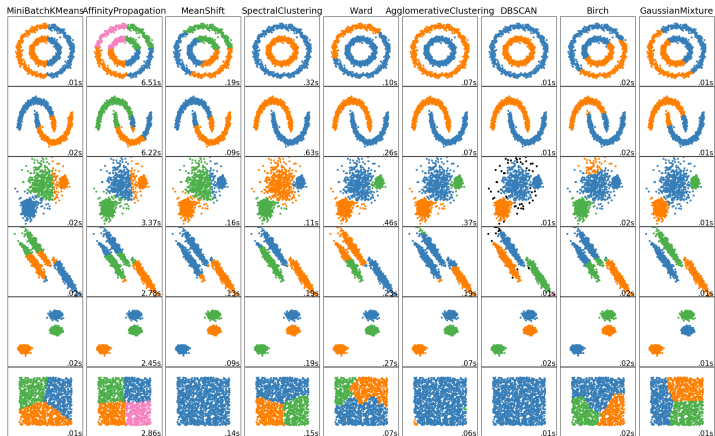 MiniBatchKMeans AffinityPropagation MeanShift SpectralClustering Ward AgglomerativeClustering DBSCAN Birch GaussianMixture
.01s 6.51s .19s .32s .10s .07s .01s .02s .01s
.02s 6.22s .09s .63s .26s .07s .01s .02s .01s
.02s 3.37s .16s .11s .46s .37s .01s .02s .01s
.02s 2.78s .13s .19s .23s .19s .01s .02s .01s
.02s 2.45s .09s .19s .27s .07s .02s .02s .01s
.01s 2.86s .14s .15s .07s .06s .01s .02s .01s